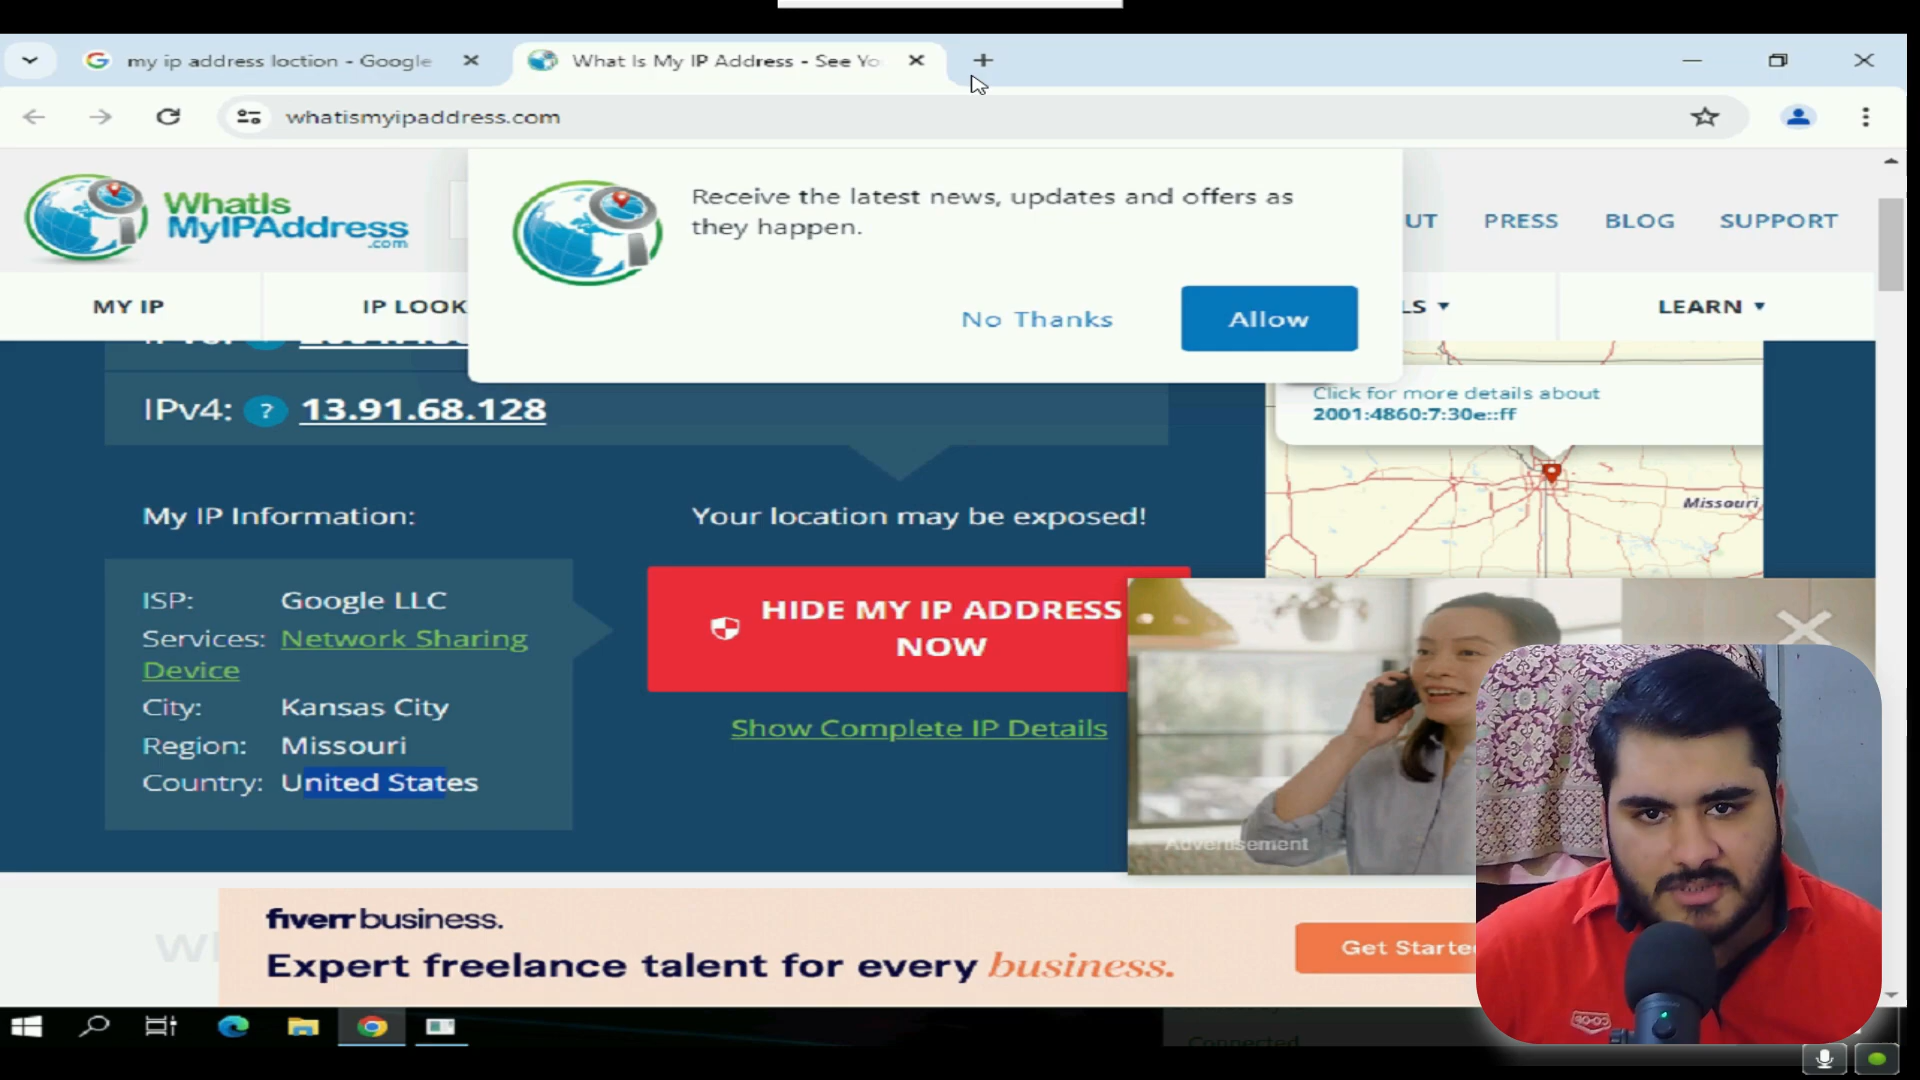 my ip address loction - Google
What Is My IP Address - See Yo
whatismyipaddress.com
WhatIs
MyIPAddress
.com
Receive the latest news, updates and offers as
they happen.
No Thanks
Allow
UT
PRESS
BLOG
SUPPORT
MY IP
IP LOOK
LS
LEARN
IPv4: ? 13.91.68.128
Click for more details about
2001:4860:7:30e::ff
Missouri
My IP Information:
Your location may be exposed!
ISP: Google LLC
Services: Network Sharing
Device
City: Kansas City
Region: Missouri
Country: United States
HIDE MY IP ADDRESS
NOW
Show Complete IP Details
Advertisement
fiverr business.
Expert freelance talent for every business.
Get Starte
Connected